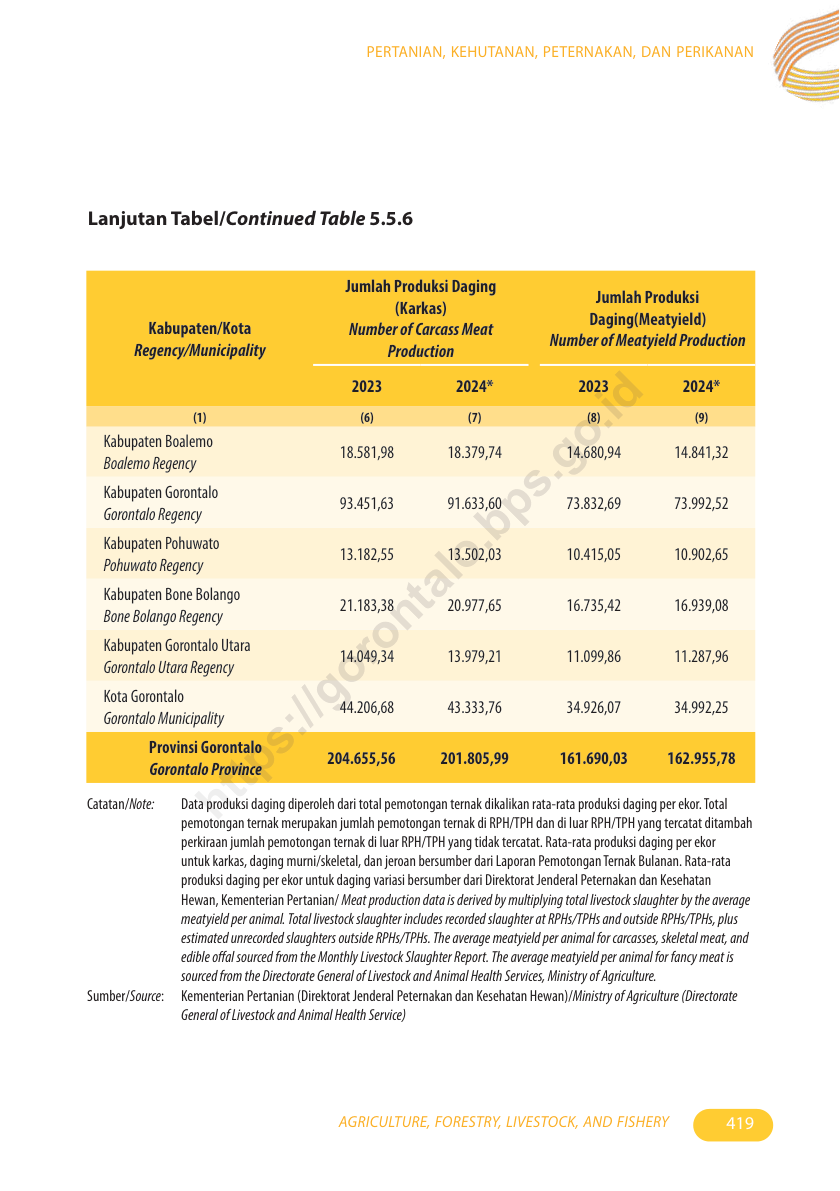 PERTANIAN, KEHUTANAN, PETERNAKAN, DAN PERIKANAN
Lanjutan Tabel/Continued Table 5.5.6
Kabupaten/Kota
Regency/Municipality
Jumlah Produksi Daging
(Karkas)
Number of Carcass Meat
Production
Jumlah Produksi
Daging(Meatyield)
Number of Meatyield Production
2023 2024* 2023 2024*
(1) (6) (7) (8) (9)
Kabupaten Boalemo
Boalemo Regency
18.581,98 18.379,74 14.680,94 14.841,32
Kabupaten Gorontalo
Gorontalo Regency
93.451,63 91.633,60 73.832,69 73.992,52
Kabupaten Pohuwato
Pohuwato Regency
13.182,55 13.502,03 10.415,05 10.902,65
Kabupaten Bone Bolango
Bone Bolango Regency
21.183,38 20.977,65 16.735,42 16.939,08
Kabupaten Gorontalo Utara
Gorontalo Utara Regency
14.049,34 13.979,21 11.099,86 11.287,96
Kota Gorontalo
Gorontalo Municipality
44.206,68 43.333,76 34.926,07 34.992,25
Provinsi Gorontalo
Gorontalo Province
204.655,56 201.805,99 161.690,03 162.955,78
https://gorontalo.bps.go.id
Catatan/Note: Data produksi daging diperoleh dari total pemotongan ternak dikalikan rata-rata produksi daging per ekor. Total
pemotongan ternak merupakan jumlah pemotongan ternak di RPH/TPH dan di luar RPH/TPH yang tercatat ditambah
perkiraan jumlah pemotongan ternak di luar RPH/TPH yang tidak tercatat. Rata-rata produksi daging per ekor
untuk karkas, daging murni/skeletal, dan jeroan bersumber dari Laporan Pemotongan Ternak Bulanan. Rata-rata
produksi daging per ekor untuk daging variasi bersumber dari Direktorat Jenderal Peternakan dan Kesehatan
Hewan, Kementerian Pertanian/ Meat production data is derived by multiplying total livestock slaughter by the average
meatyield per animal. Total livestock slaughter includes recorded slaughter at RPHs/TPHs and outside RPHs/TPHs, plus
estimated unrecorded slaughters outside RPHs/TPHs. The average meatyield per animal for carcasses, skeletal meat, and
edible offal sourced from the Monthly Livestock Slaughter Report. The average meatyield per animal for fancy meat is
sourced from the Directorate General of Livestock and Animal Health Services, Ministry of Agriculture.
Sumber/Source: Kementerian Pertanian (Direktorat Jenderal Peternakan dan Kesehatan Hewan)/Ministry of Agriculture (Directorate
General of Livestock and Animal Health Service)
AGRICULTURE, FORESTRY, LIVESTOCK, AND FISHERY 419